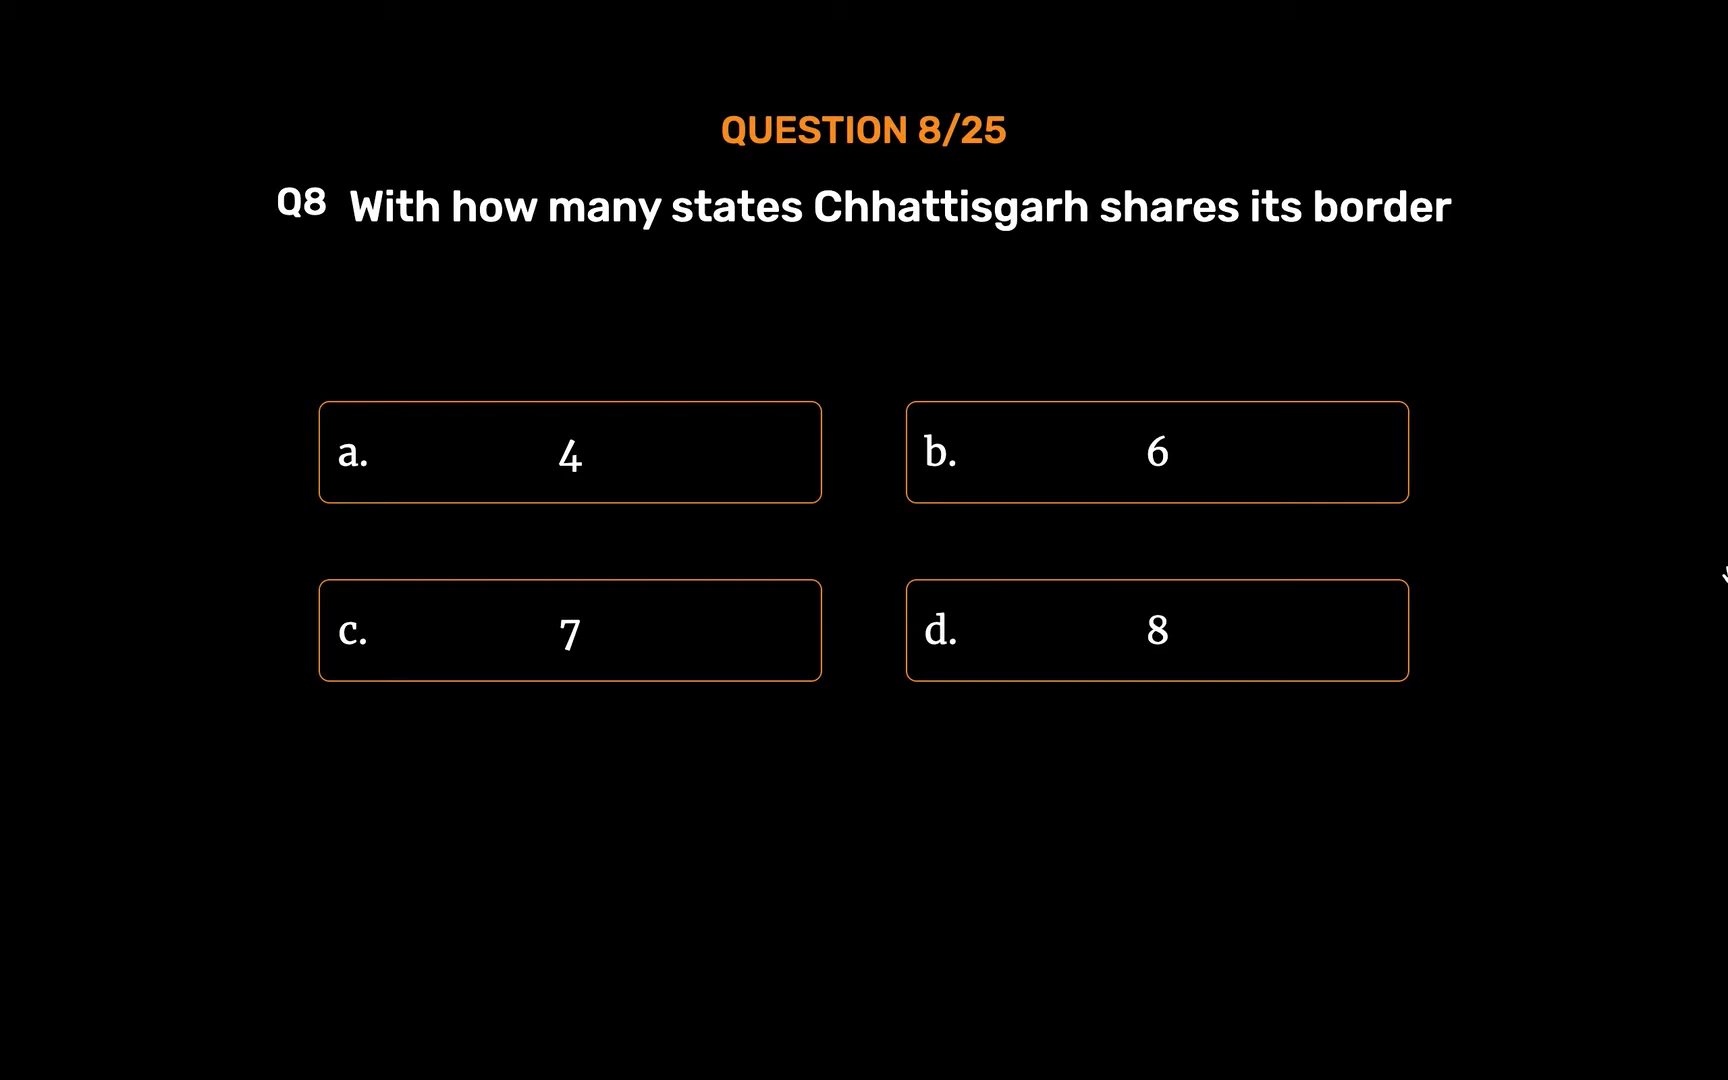 QUESTION 8/25
Q8 With how many states Chhattisgarh shares its border
a. 4
b. 6
c. 7
d. 8